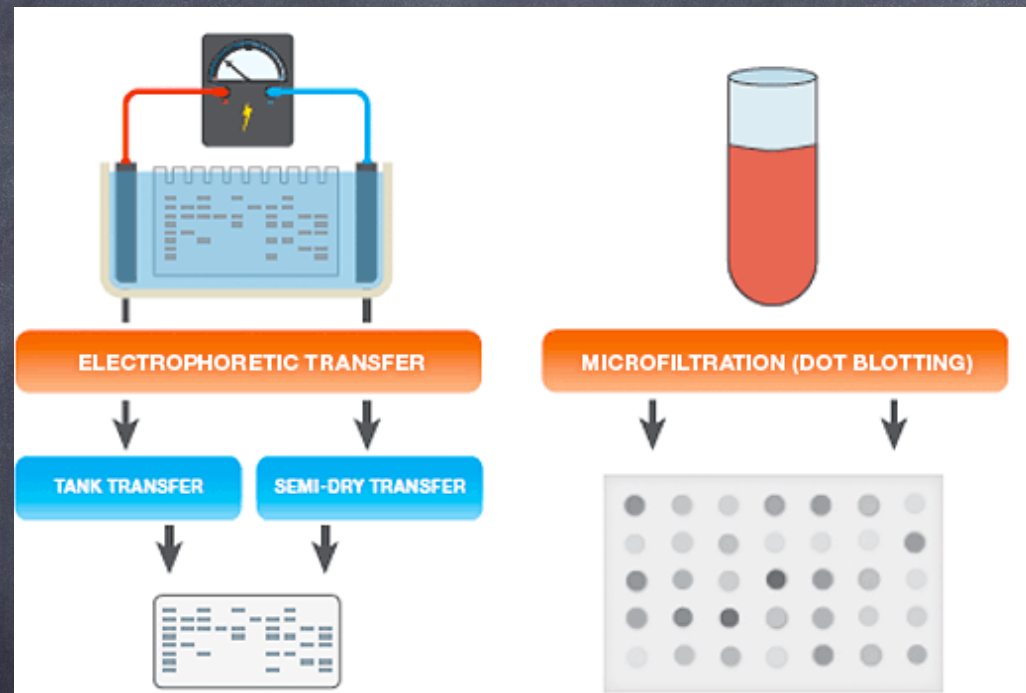 ELECTROPHORETIC TRANSFER
MICROFILTRATION (DOT BLOTTING)
TANK TRANSFER
SEMI-DRY TRANSFER